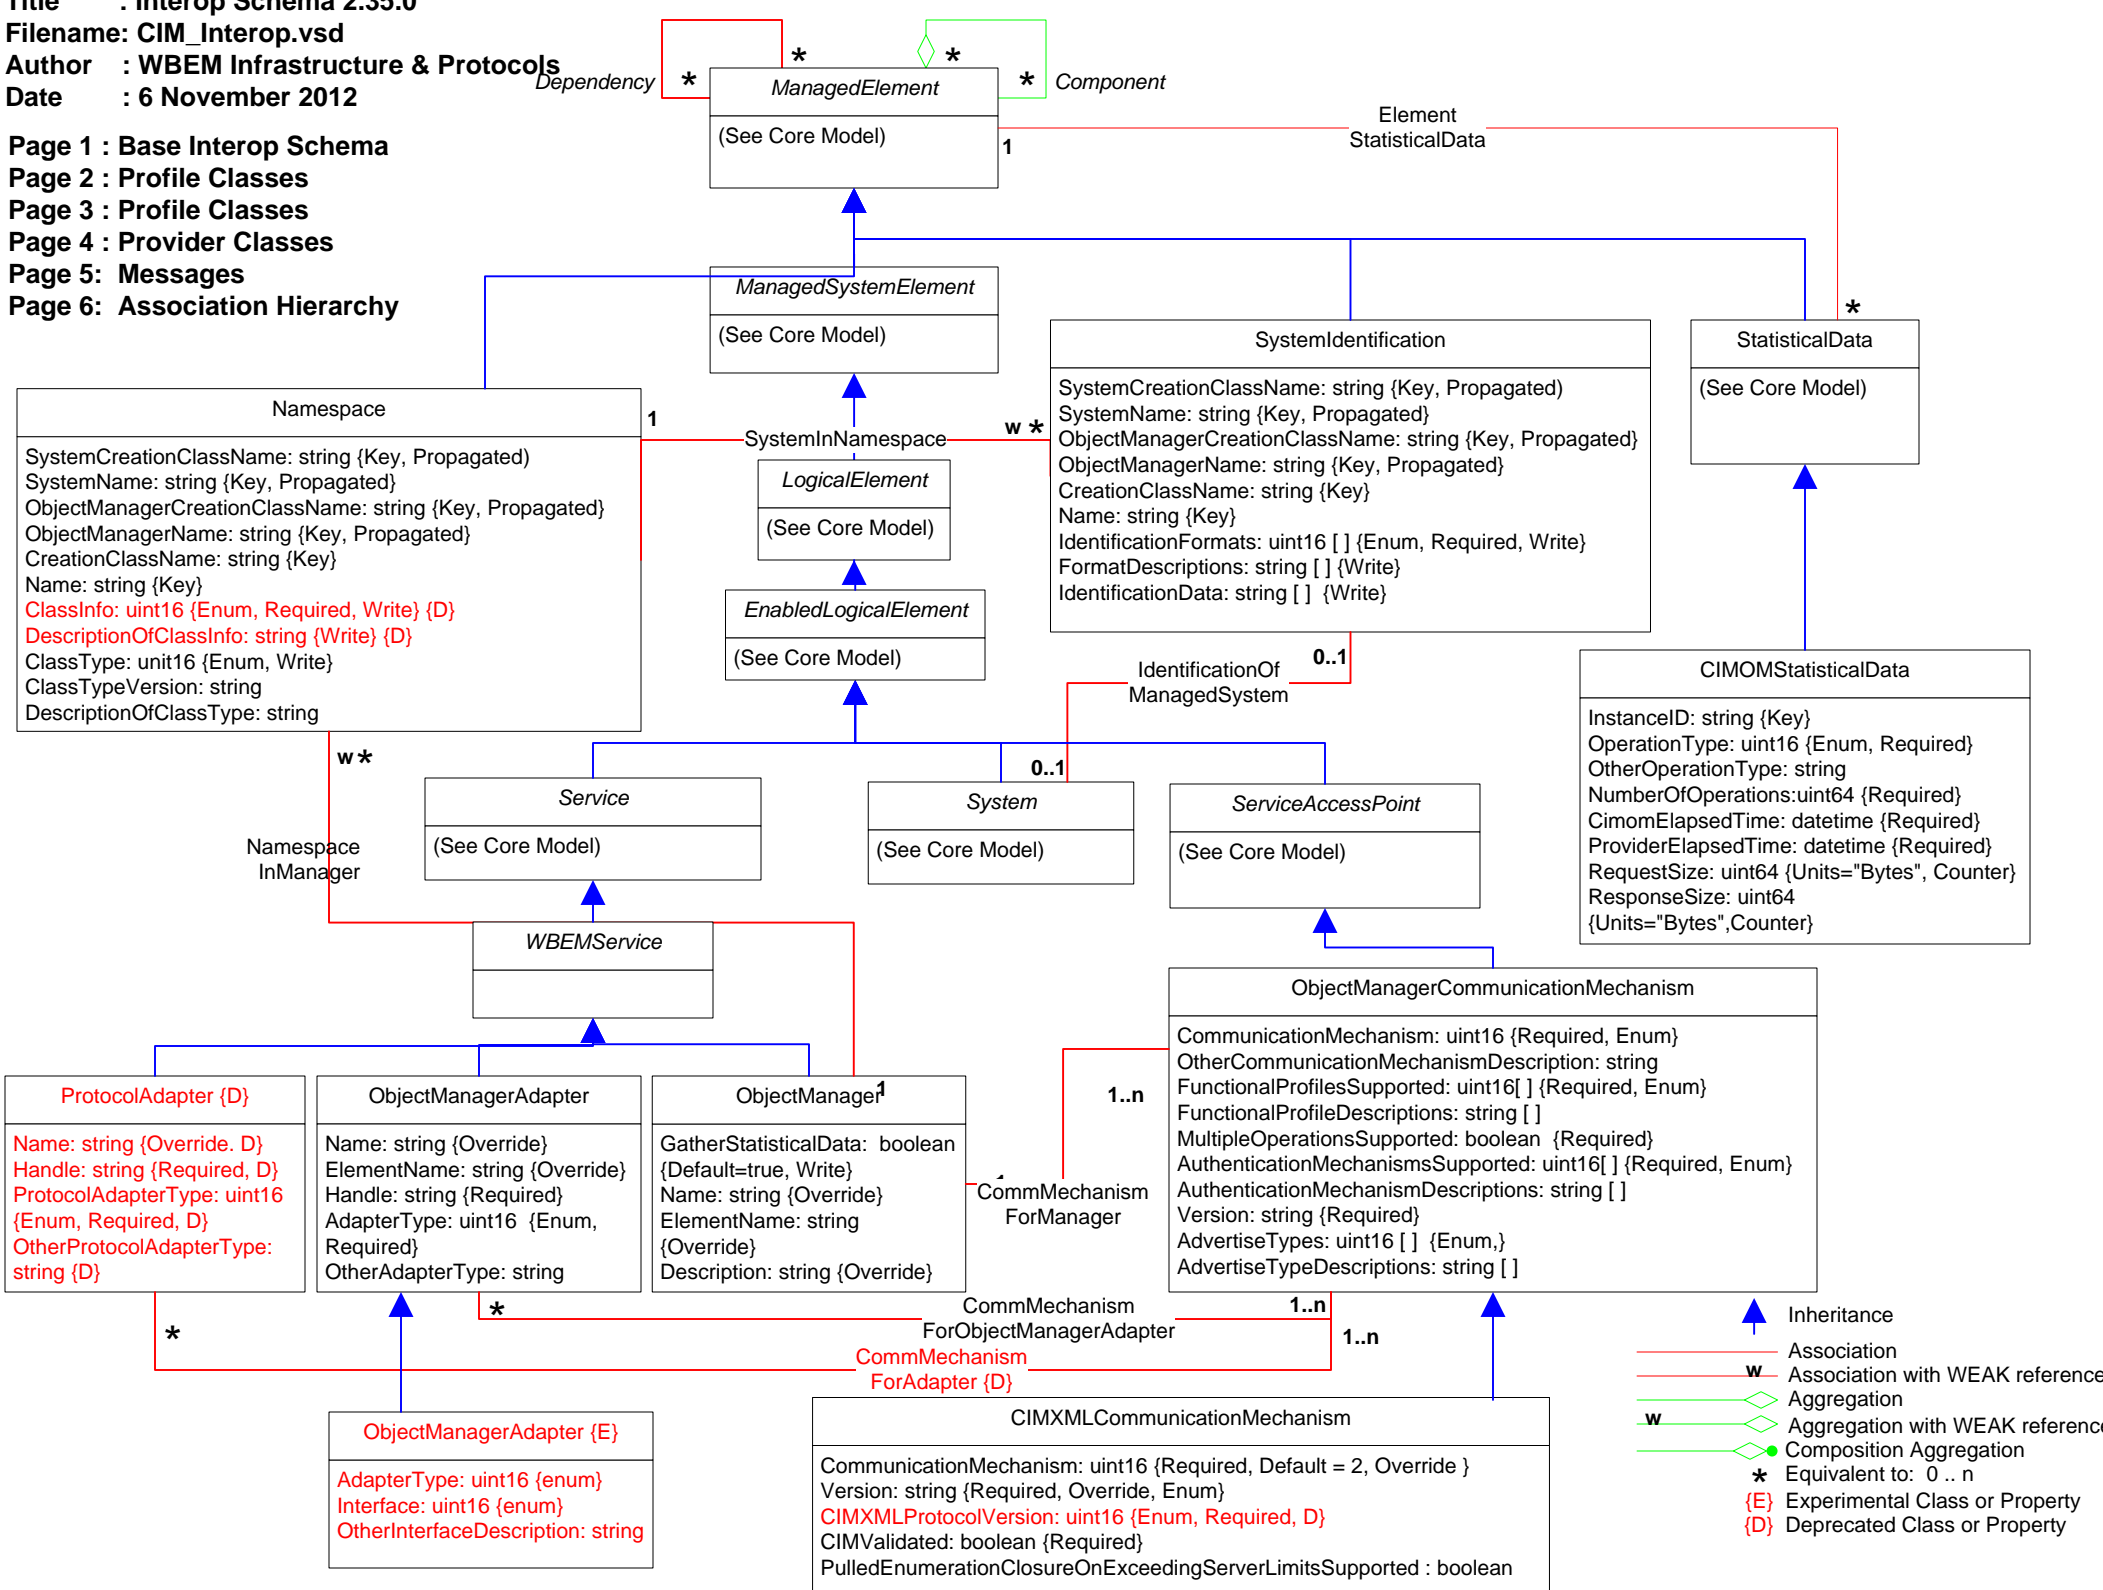 Title : Interop Schema 2.35.0
Filename: CIM_Interop.vsd
Author : WBEM Infrastructure & Protocols
Date : 6 November 2012
Page 1 : Base Interop Schema
Page 2 : Profile Classes
Page 3 : Profile Classes
Page 4 : Provider Classes
Page 5: Messages
Page 6: Association Hierarchy
Dependency
*
*
*
*
Component
ManagedElement
(See Core Model)
1
Element
StatisticalData
*
ManagedSystemElement
(See Core Model)
SystemIdentification
SystemCreationClassName: string {Key, Propagated)
SystemName: string {Key, Propagated}
ObjectManagerCreationClassName: string {Key, Propagated}
ObjectManagerName: string {Key, Propagated}
CreationClassName: string {Key}
Name: string {Key}
IdentificationFormats: uint16 [ ] {Enum, Required, Write}
FormatDescriptions: string [ ] {Write}
IdentificationData: string [ ] {Write}
StatisticalData
(See Core Model)
Namespace
SystemCreationClassName: string {Key, Propagated)
SystemName: string {Key, Propagated}
ObjectManagerCreationClassName: string {Key, Propagated}
ObjectManagerName: string {Key, Propagated}
CreationClassName: string {Key}
Name: string {Key}
ClassInfo: uint16 {Enum, Required, Write} {D}
DescriptionOfClassInfo: string {Write} {D}
ClassType: unit16 {Enum, Write}
ClassTypeVersion: string
DescriptionOfClassType: string
1
SystemInNamespace
w *
LogicalElement
(See Core Model)
EnabledLogicalElement
(See Core Model)
IdentificationOf
ManagedSystem
0..1
0..1
CIMOMStatisticalData
InstanceID: string {Key}
OperationType: uint16 {Enum, Required}
OtherOperationType: string
NumberOfOperations:uint64 {Required}
CimomElapsedTime: datetime {Required}
ProviderElapsedTime: datetime {Required}
RequestSize: uint64 {Units="Bytes", Counter}
ResponseSize: uint64
{Units="Bytes",Counter}
w *
Namespace
InManager
Service
(See Core Model)
System
(See Core Model)
ServiceAccessPoint
(See Core Model)
WBEMService
ObjectManagerCommunicationMechanism
CommunicationMechanism: uint16 {Required, Enum}
OtherCommunicationMechanismDescription: string
FunctionalProfilesSupported: uint16[ ] {Required, Enum}
FunctionalProfileDescriptions: string [ ]
MultipleOperationsSupported: boolean {Required}
AuthenticationMechanismsSupported: uint16[ ] {Required, Enum}
AuthenticationMechanismDescriptions: string [ ]
Version: string {Required}
AdvertiseTypes: uint16 [ ] {Enum,}
AdvertiseTypeDescriptions: string [ ]
ProtocolAdapter {D}
Name: string {Override. D}
Handle: string {Required, D}
ProtocolAdapterType: uint16
{Enum, Required, D}
OtherProtocolAdapterType:
string {D}
ObjectManagerAdapter
Name: string {Override}
ElementName: string {Override}
Handle: string {Required}
AdapterType: uint16 {Enum,
Required}
OtherAdapterType: string
ObjectManager
1
GatherStatisticalData: boolean
{Default=true, Write}
Name: string {Override}
ElementName: string
{Override}
Description: string {Override}
1..n
1
CommMechanism
ForManager
*
CommMechanism
ForObjectManagerAdapter
1..n
*
CommMechanism
ForAdapter {D}
1..n
ObjectManagerAdapter {E}
AdapterType: uint16 {enum}
Interface: uint16 {enum}
OtherInterfaceDescription: string
CIMXMLCommunicationMechanism
CommunicationMechanism: uint16 {Required, Default = 2, Override }
Version: string {Required, Override, Enum}
CIMXMLProtocolVersion: uint16 {Enum, Required, D}
CIMValidated: boolean {Required}
PulledEnumerationClosureOnExceedingServerLimitsSupported : boolean
Inheritance
Association
w Association with WEAK reference
Aggregation
w Aggregation with WEAK reference
Composition Aggregation
* Equivalent to: 0 .. n
{E} Experimental Class or Property
{D} Deprecated Class or Property